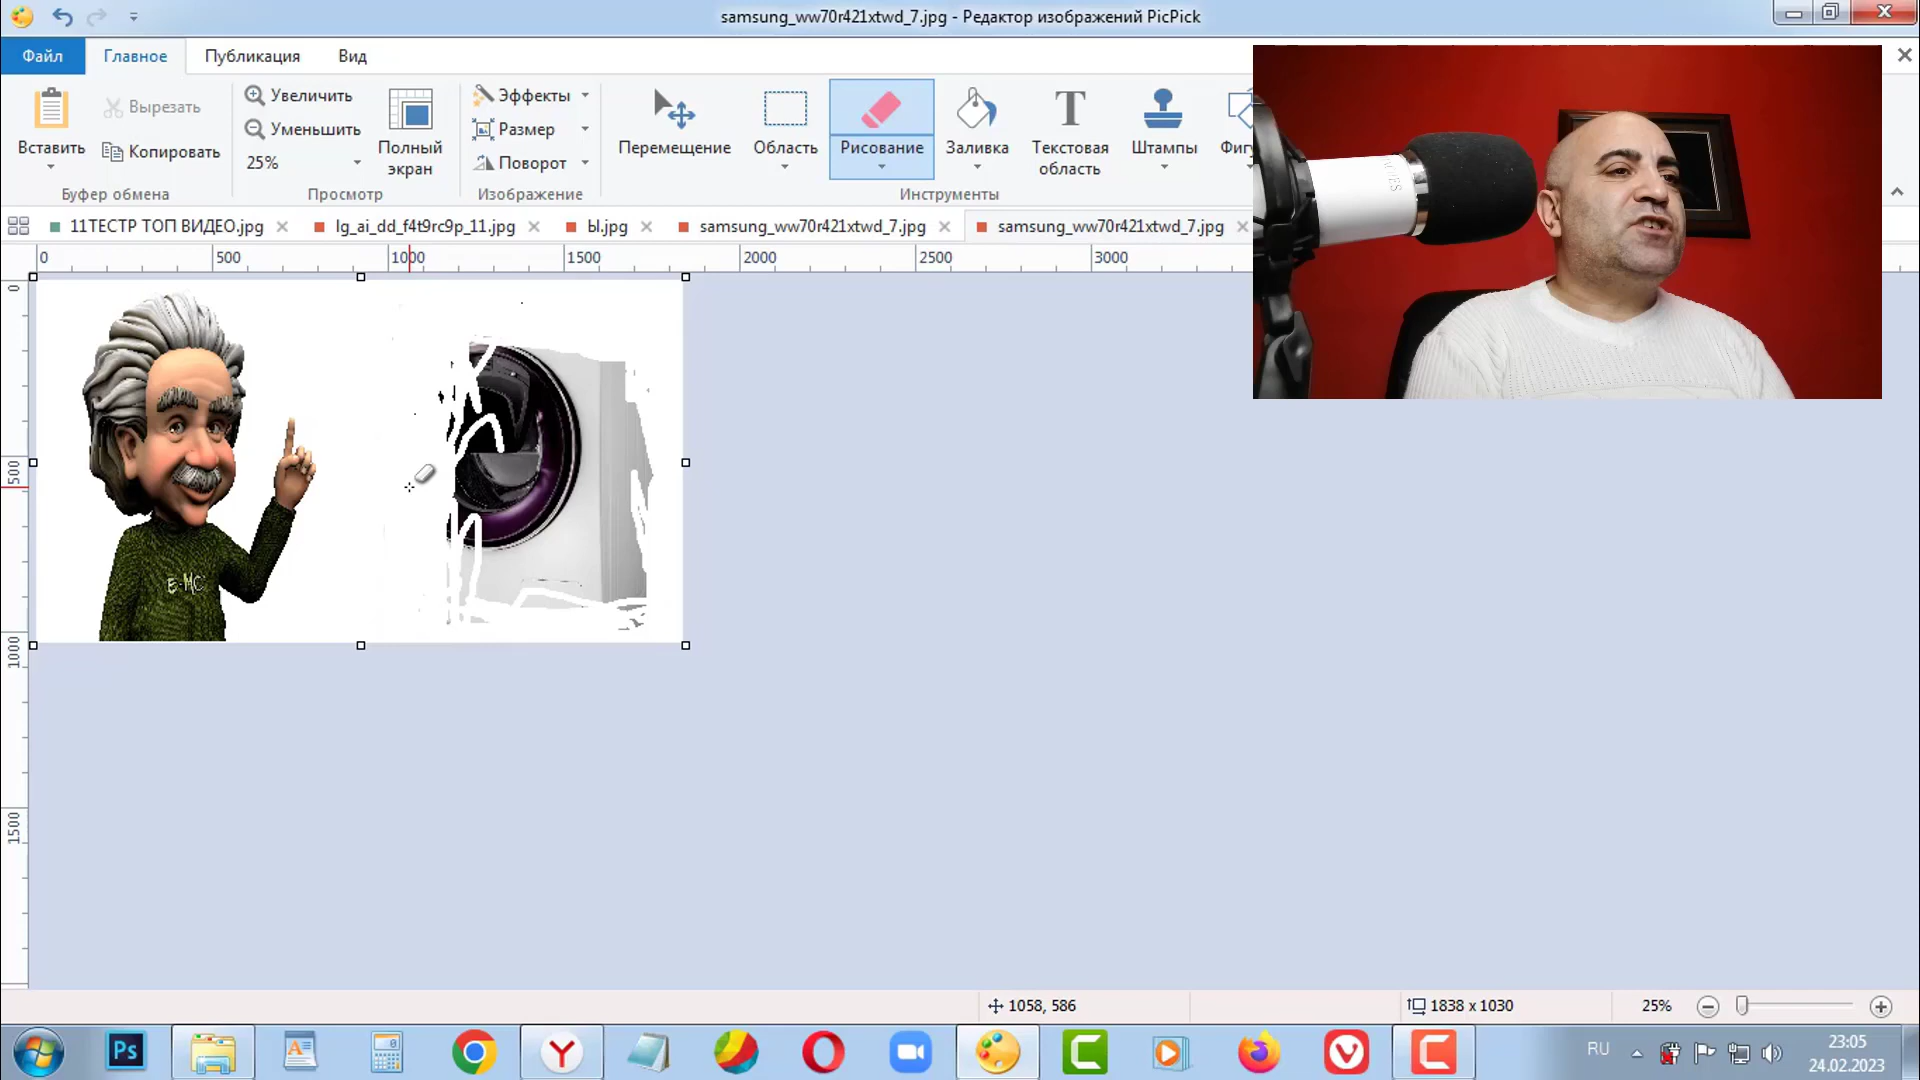 samsung_ww70r421xtwd_7.jpg - Редактор изображений PicPick
Файл
Главное
Публикация
Вид
Вставить
Вырезать
Копировать
Буфер обмена
Увеличить
Уменьшить
25%
Полный
экран
Просмотр
Эффекты
Размер
Поворот
Изображение
Перемещение
Область
Рисование
Заливка
Текстовая
область
Штампы
Фиг
Инструменты
11ТЕСТР ТОП ВИДЕО.jpg
lg_ai_dd_f4t9rc9p_11.jpg
Ы.jpg
samsung_ww70r421xtwd_7.jpg
samsung_ww70r421xtwd_7.jpg
0 500 1000 1500 2000 2500 3000
0
500
1000
1500
E=MC
1058, 586
1838 x 1030
25%
Ps
RU
23:05
24.02.2023